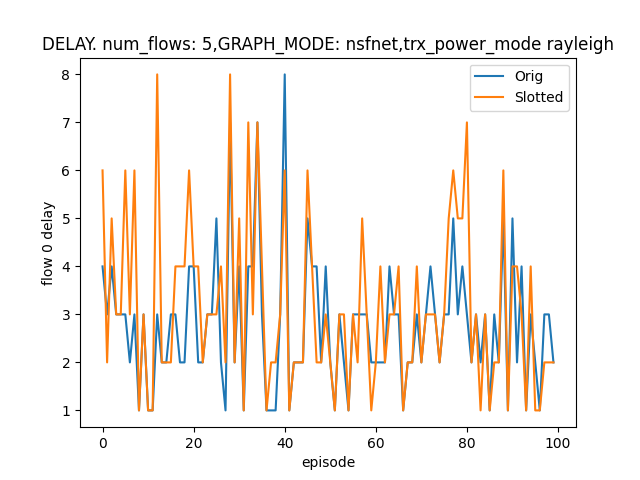 DELAY. num_flows: 5,GRAPH_MODE: nsfnet,trx_power_mode rayleigh
Orig
Slotted
8
7
6
5
4
3
2
1
flow 0 delay
0 20 40 60 80 100
episode